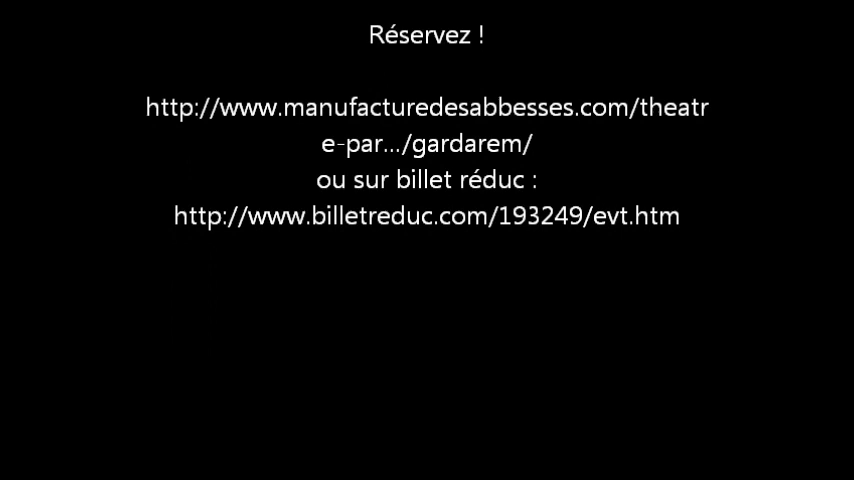 Réservez !
http://www.manufacturedesabbesses.com/theatr
e-par.../gardarem/
ou sur billet réduc :
http://www.billetreduc.com/193249/evt.htm